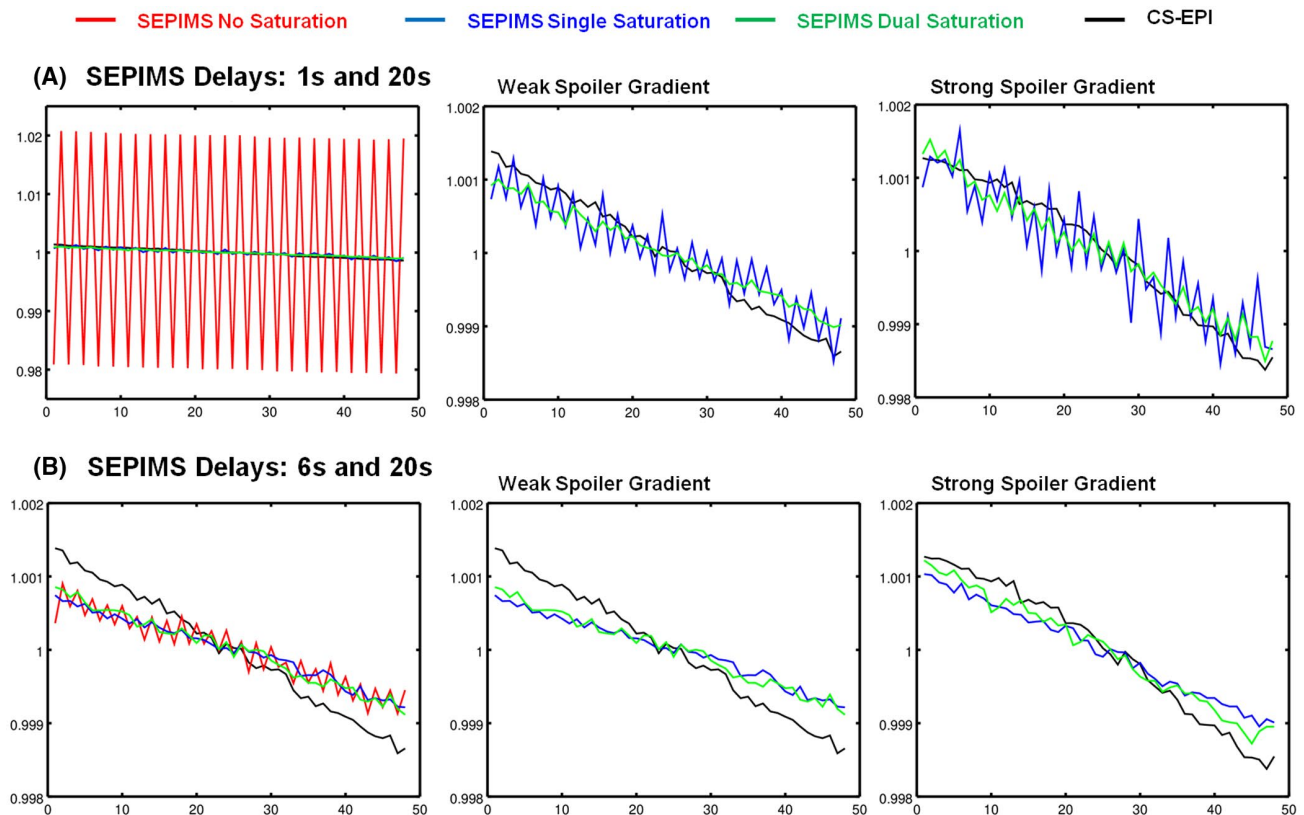 SEPIMS No Saturation SEPIMS Single Saturation SEPIMS Dual Saturation CS-EPI
(A) SEPIMS Delays: 1s and 20s
Weak Spoiler Gradient
Strong Spoiler Gradient
1.02
1.01
1
0.99
0.98
0 10 20 30 40 50
1.002
1.001
1
0.999
0.998
0 10 20 30 40 50
1.002
1.001
1
0.999
0.998
0 10 20 30 40 50
(B) SEPIMS Delays: 6s and 20s
Weak Spoiler Gradient
Strong Spoiler Gradient
1.002
1.001
1
0.999
0.998
0 10 20 30 40 50
1.002
1.001
1
0.999
0.998
0 10 20 30 40 50
1.002
1.001
1
0.999
0.998
0 10 20 30 40 50